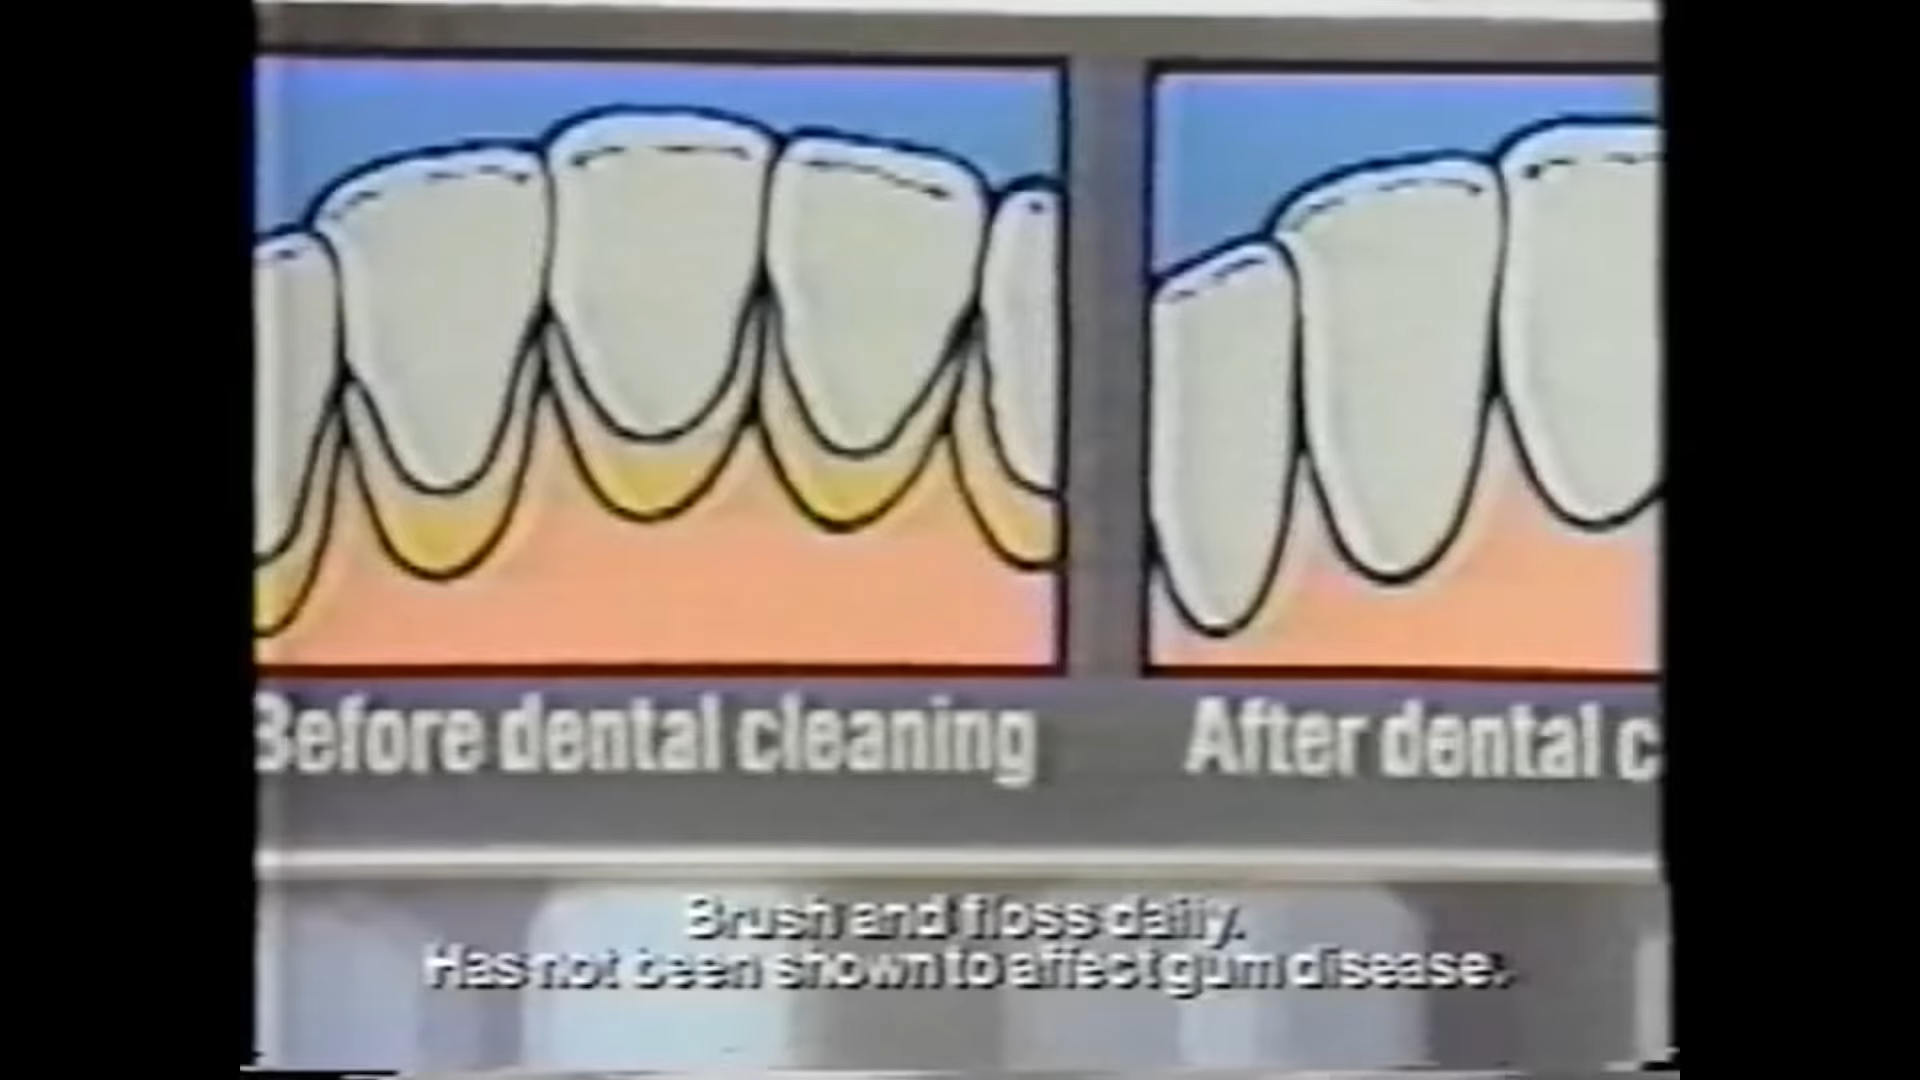 Before dental cleaning
After dental c
Brush and floss daily.
Has not been shown to affect gum disease.